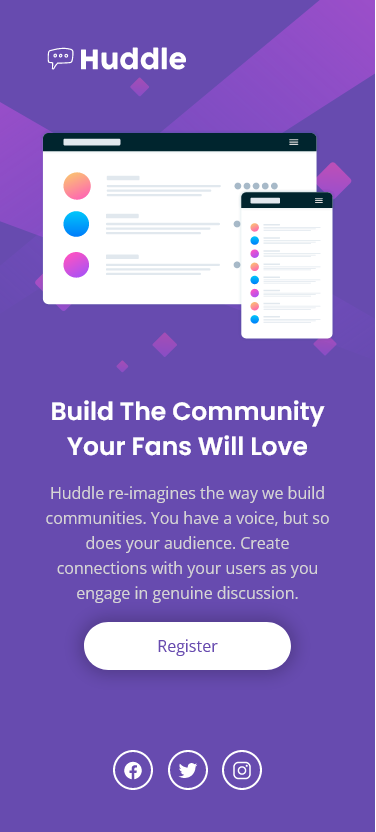 Huddle
Build The Community
Your Fans Will Love
Huddle re-imagines the way we build
communities. You have a voice, but so
does your audience. Create
connections with your users as you
engage in genuine discussion.
Register